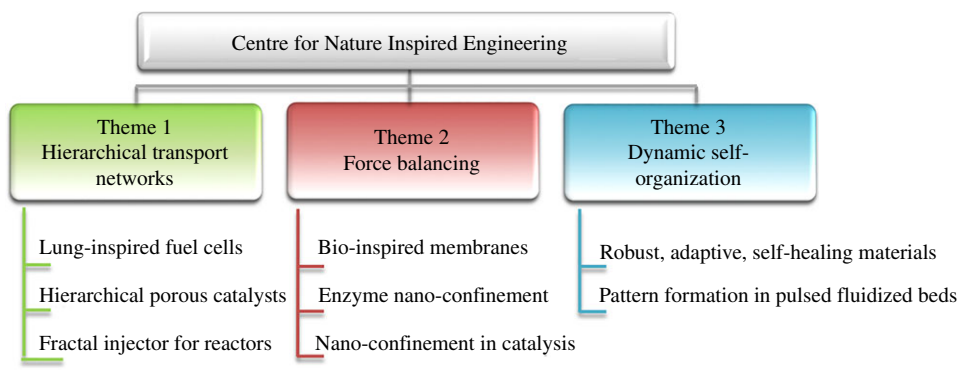 Centre for Nature Inspired Engineering
Theme 1
Hierarchical transport
networks
Lung-inspired fuel cells
Hierarchical porous catalysts
Fractal injector for reactors
Theme 2
Force balancing
Bio-inspired membranes
Enzyme nano-confinement
Nano-confinement in catalysis
Theme 3
Dynamic self-
organization
Robust, adaptive, self-healing materials
Pattern formation in pulsed fluidized beds